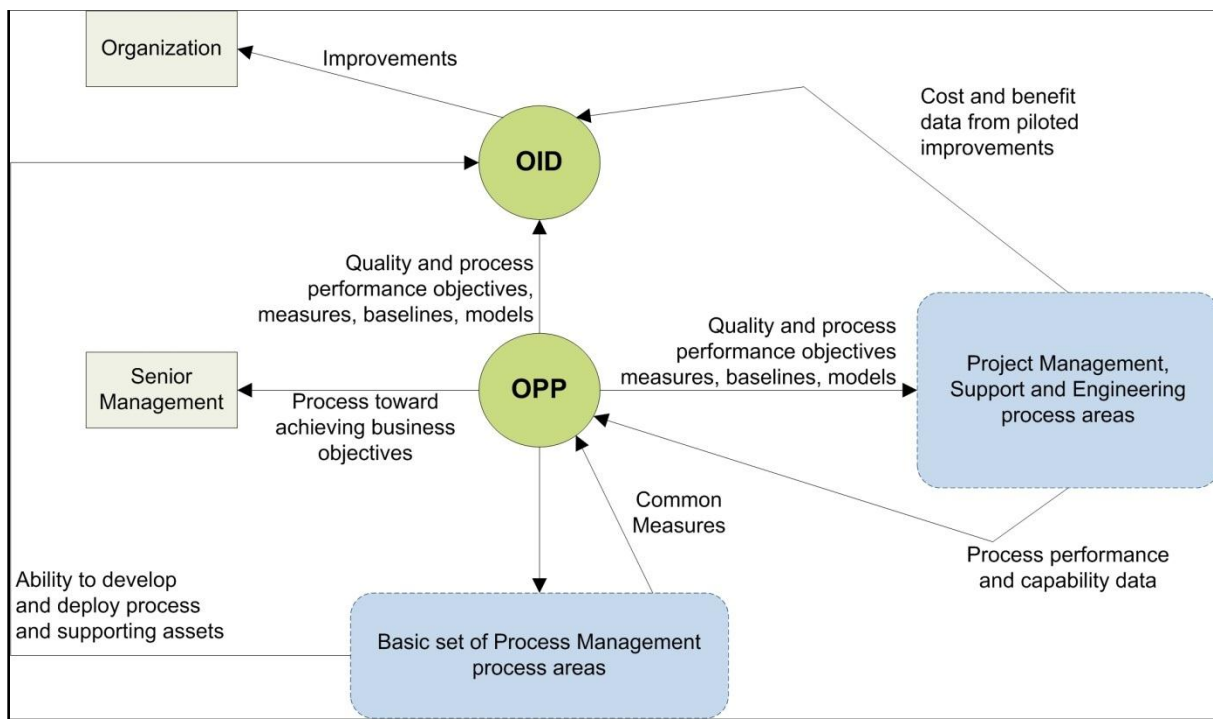 Organization
Improvements
Cost and benefit
data from piloted
improvements
OID
Quality and process
performance objectives,
measures, baselines, models
Quality and process
performance objectives
measures, baselines, models
Senior
Management
OPP
Project Management,
Support and Engineering
process areas
Process toward
achieving business
objectives
Common
Measures
Process performance
and capability data
Ability to develop
and deploy process
and supporting assets
Basic set of Process Management
process areas